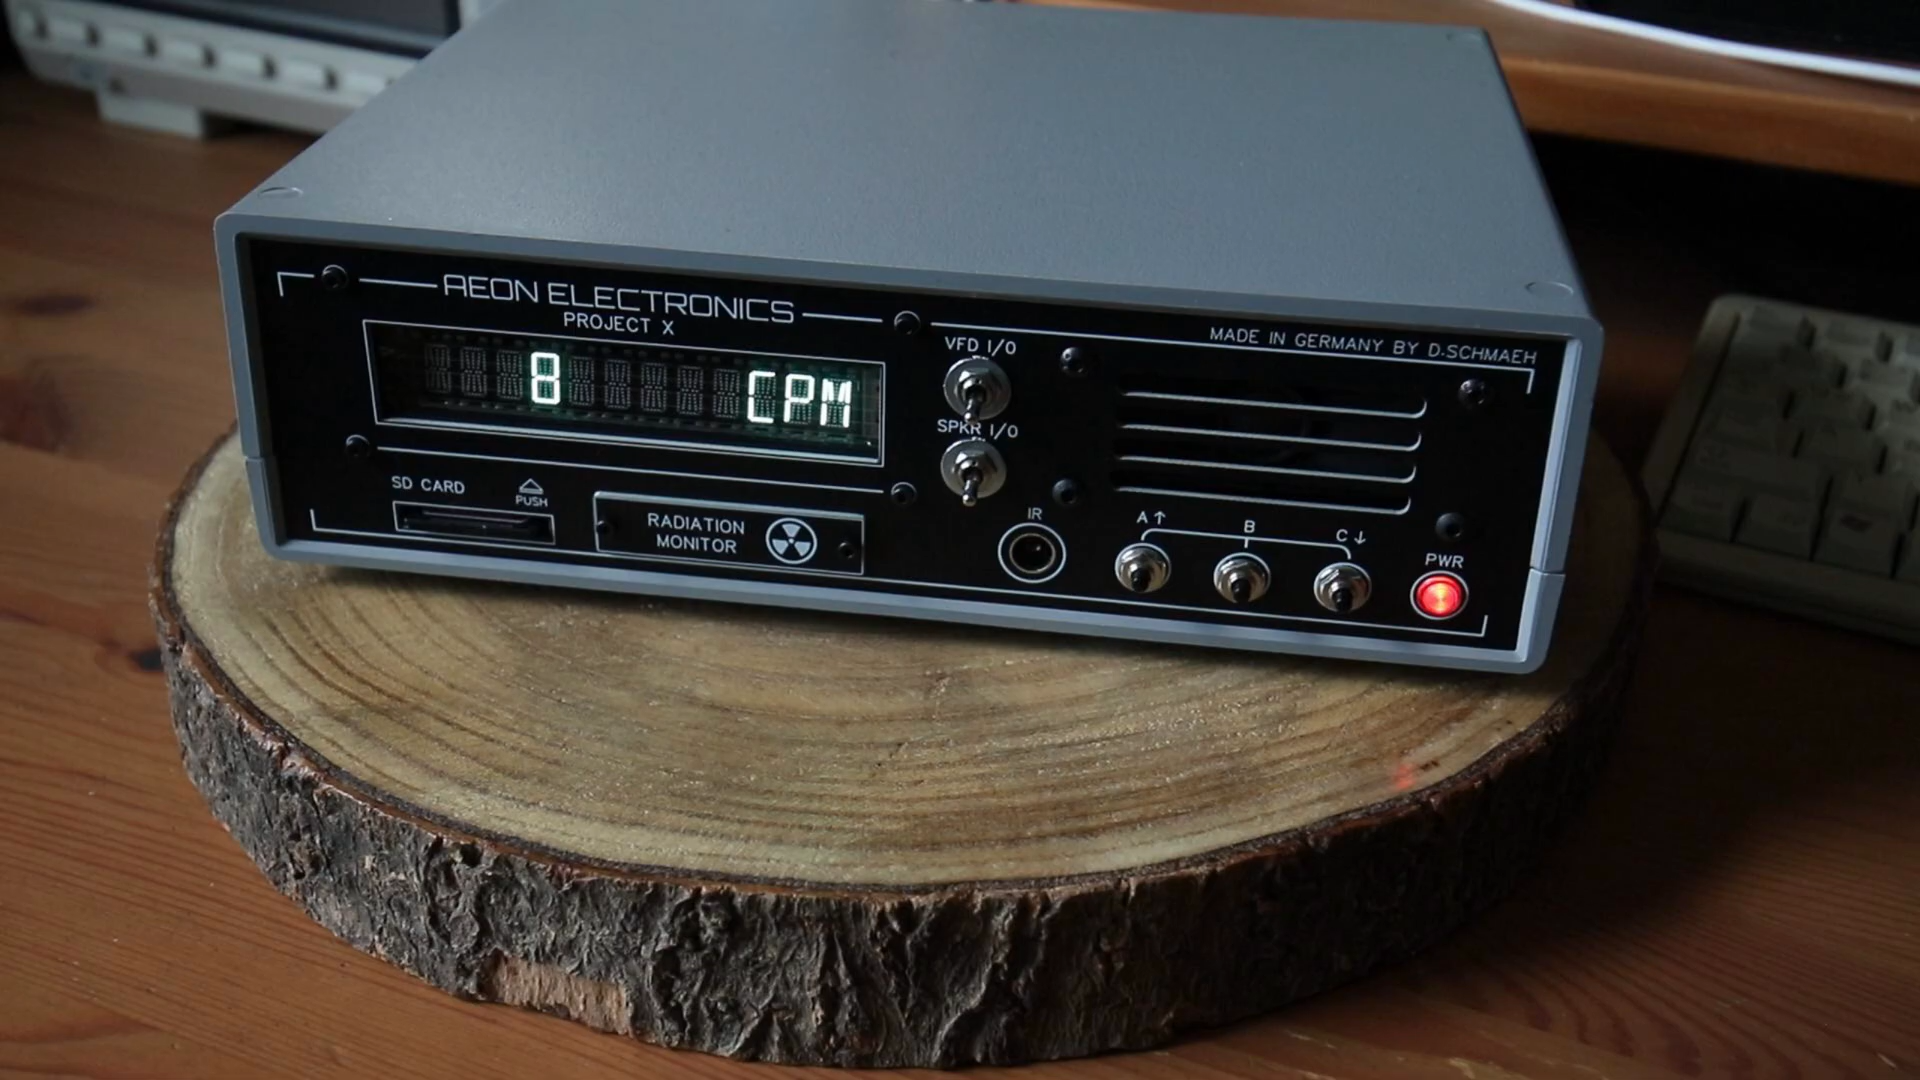 AEON ELECTRONICS
PROJECT X
8 CPM
VFD I/O
SPKR I/O
MADE IN GERMANY BY D.SCHMAEH
SD CARD
PUSH
RADIATION
MONITOR
IR
A↑
B
C↓
PWR